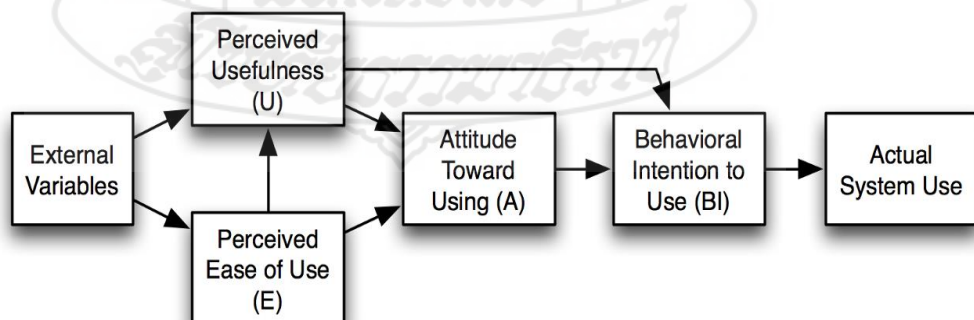 Perceived
Usefulness
(U)
External
Variables
Perceived
Ease of Use
(E)
Attitude
Toward
Using (A)
Behavioral
Intention to
Use (BI)
Actual
System Use